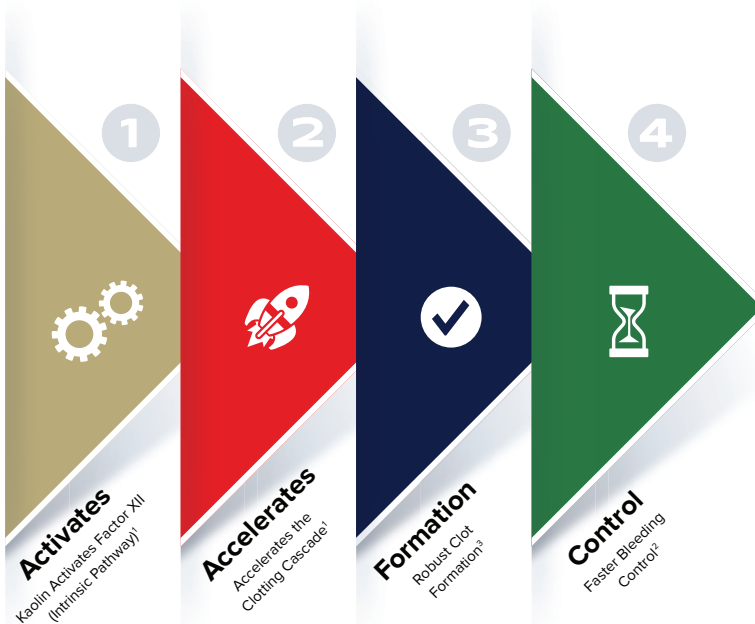 1
2
3
4
Activates
Kaolin Activates Factor XII
(Intrinsic Pathway)¹
Accelerates
Accelerates the
Clotting Cascade¹
Formation
Robust Clot
Formation³
Control
Faster Bleeding
Control²